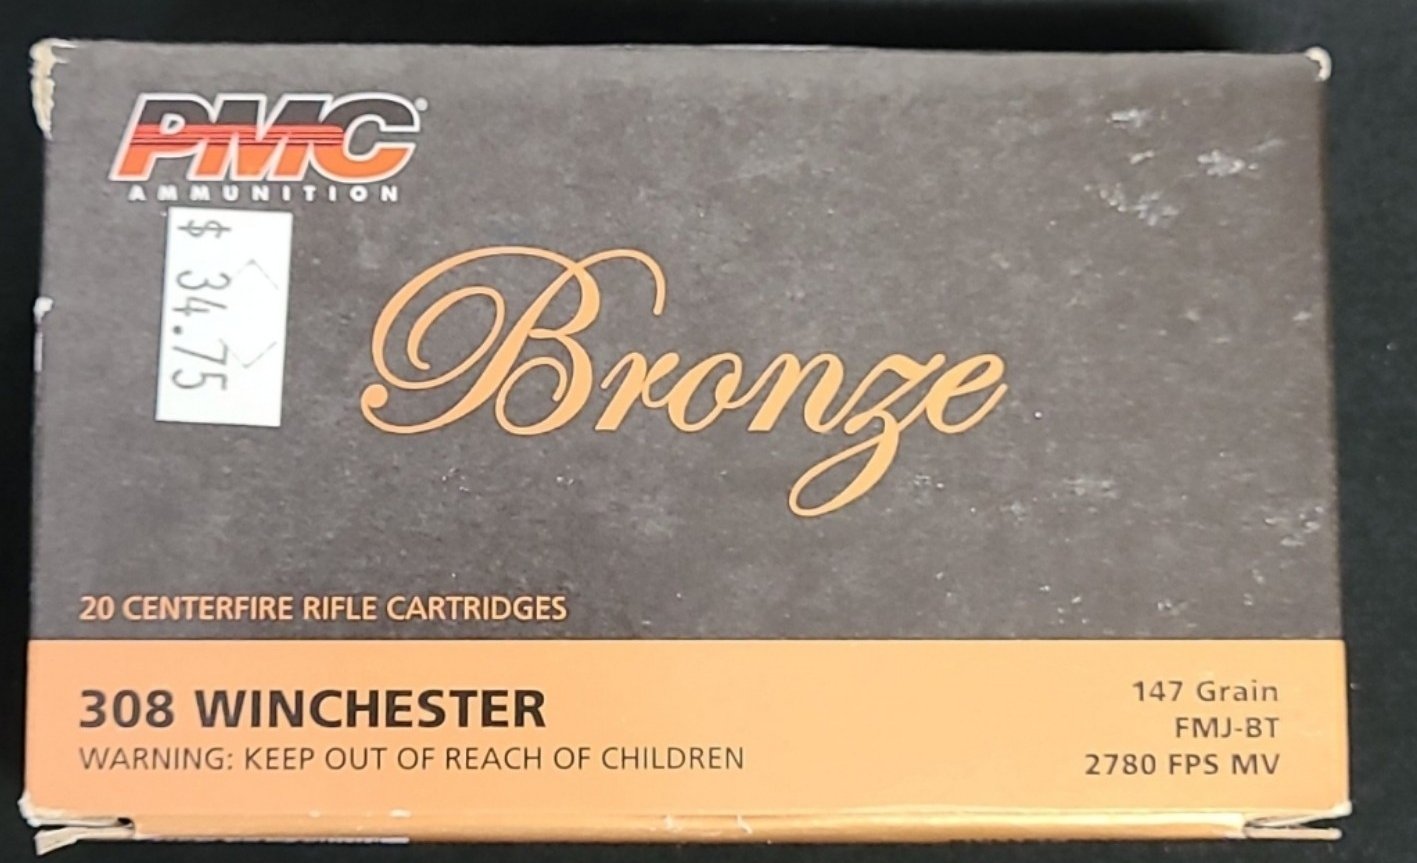 PMC®
AMMUNITION
$ 34.75
Bronze
20 CENTERFIRE RIFLE CARTRIDGES
308 WINCHESTER
WARNING: KEEP OUT OF REACH OF CHILDREN
147 Grain
FMJ-BT
2780 FPS MV